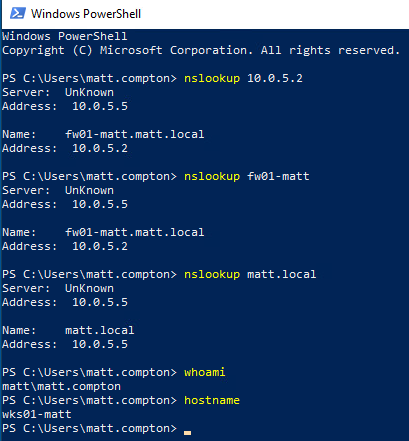 Windows PowerShell
Windows PowerShell
Copyright (C) Microsoft Corporation. All rights reserved.
PS C:\Users\matt.compton> nslookup 10.0.5.2
Server:  UnKnown
Address:  10.0.5.5
Name:    fw01-matt.matt.local
Address:  10.0.5.2
PS C:\Users\matt.compton> nslookup fw01-matt
Server:  UnKnown
Address:  10.0.5.5
Name:    fw01-matt.matt.local
Address:  10.0.5.2
PS C:\Users\matt.compton> nslookup matt.local
Server:  UnKnown
Address:  10.0.5.5
Name:    matt.local
Address:  10.0.5.5
PS C:\Users\matt.compton> whoami
matt\matt.compton
PS C:\Users\matt.compton> hostname
wks01-matt
PS C:\Users\matt.compton>